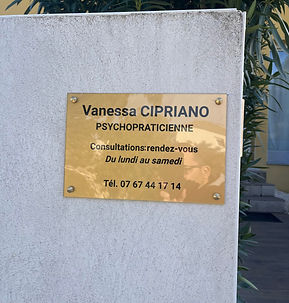 Vanessa CIPRIANO
PSYCHOPRATICIENNE
Consultations:rendez-vous
Du lundi au samedi
Tél. 07 67 44 17 14